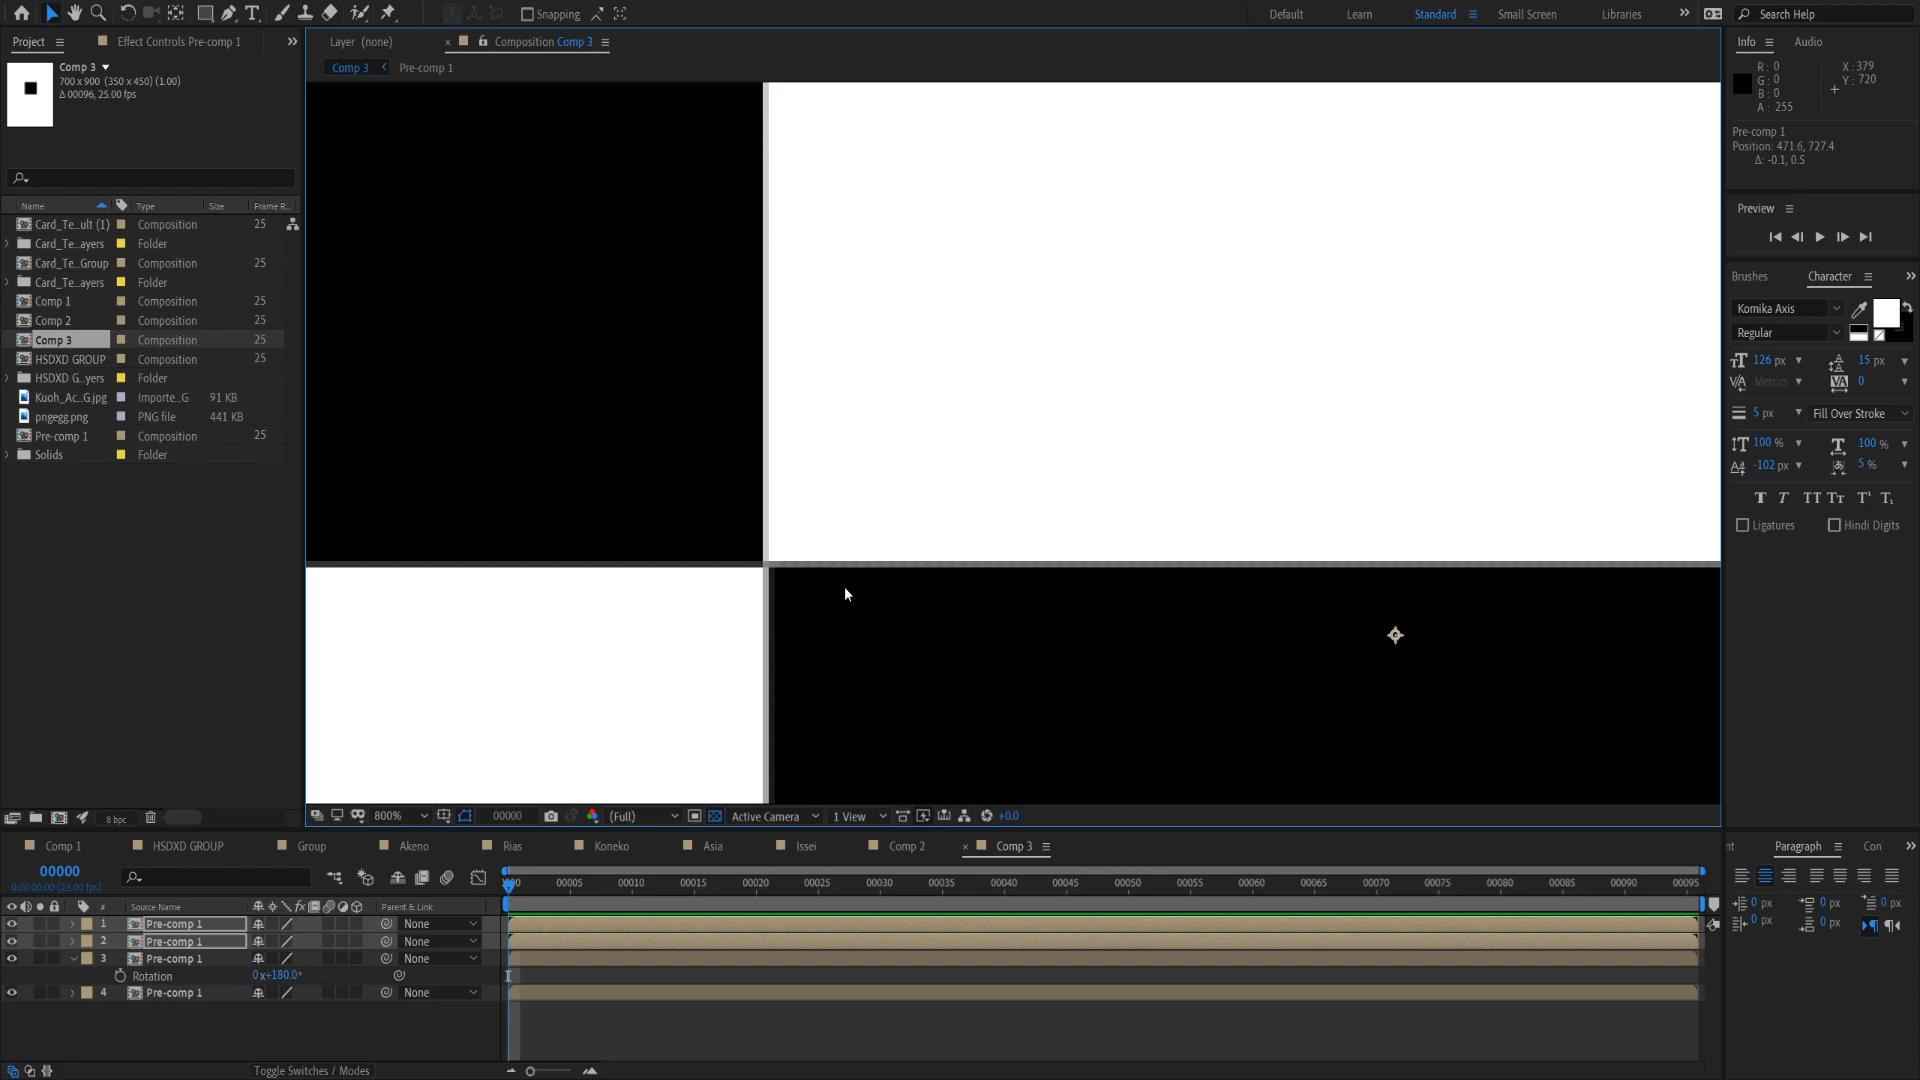 Snapping
Default
Learn
Standard
Small Screen
Libraries
Search Help
Project
Effect Controls Pre-comp 1
Layer (none)
Composition Comp 3
Info
Audio
Comp 3
700 x 900 (350 x 450) (1.00)
Δ 00096, 25.00 fps
Comp 3
Pre-comp 1
R : 0
G : 0
B : 0
A : 255
X : 379
Y : 720
Pre-comp 1
Position: 471.6, 727.4
Δ: -0.1, 0.5
Preview
Name
Type
Size
Frame R...
Card_Te...ult (1)
Composition
25
Card_Te...ayers
Folder
Card_Te...Group
Composition
25
Card_Te...ayers
Folder
Comp 1
Composition
25
Comp 2
Composition
25
Comp 3
Composition
25
HSDXD GROUP
Composition
25
HSDXD G...yers
Folder
Kuoh_Ac...G.jpg
Importe...G
91 KB
pngegg.png
PNG file
441 KB
Pre-comp 1
Composition
25
Solids
Folder
Brushes
Character
Komika Axis
Regular
126 px
15 px
Metrics
0
5 px
Fill Over Stroke
100 %
100 %
-102 px
5 %
Ligatures
Hindi Digits
8 bpc
800%
00000
(Full)
Active Camera
1 View
+0.0
Comp 1
HSDXD GROUP
Group
Akeno
Rias
Koneko
Asia
Issei
Comp 2
Comp 3
nt
Paragraph
Con
00000
0:00:00:00 (25.00 fps)
00005
00010
00015
00020
00025
00030
00035
00040
00045
00050
00055
00060
00065
00070
00075
00080
00085
00090
00095
#
Source Name
Parent & Link
1
Pre-comp 1
None
2
Pre-comp 1
None
3
Pre-comp 1
None
Rotation
0x+180.0°
4
Pre-comp 1
None
0 px
0 px
0 px
0 px
0 px
Toggle Switches / Modes